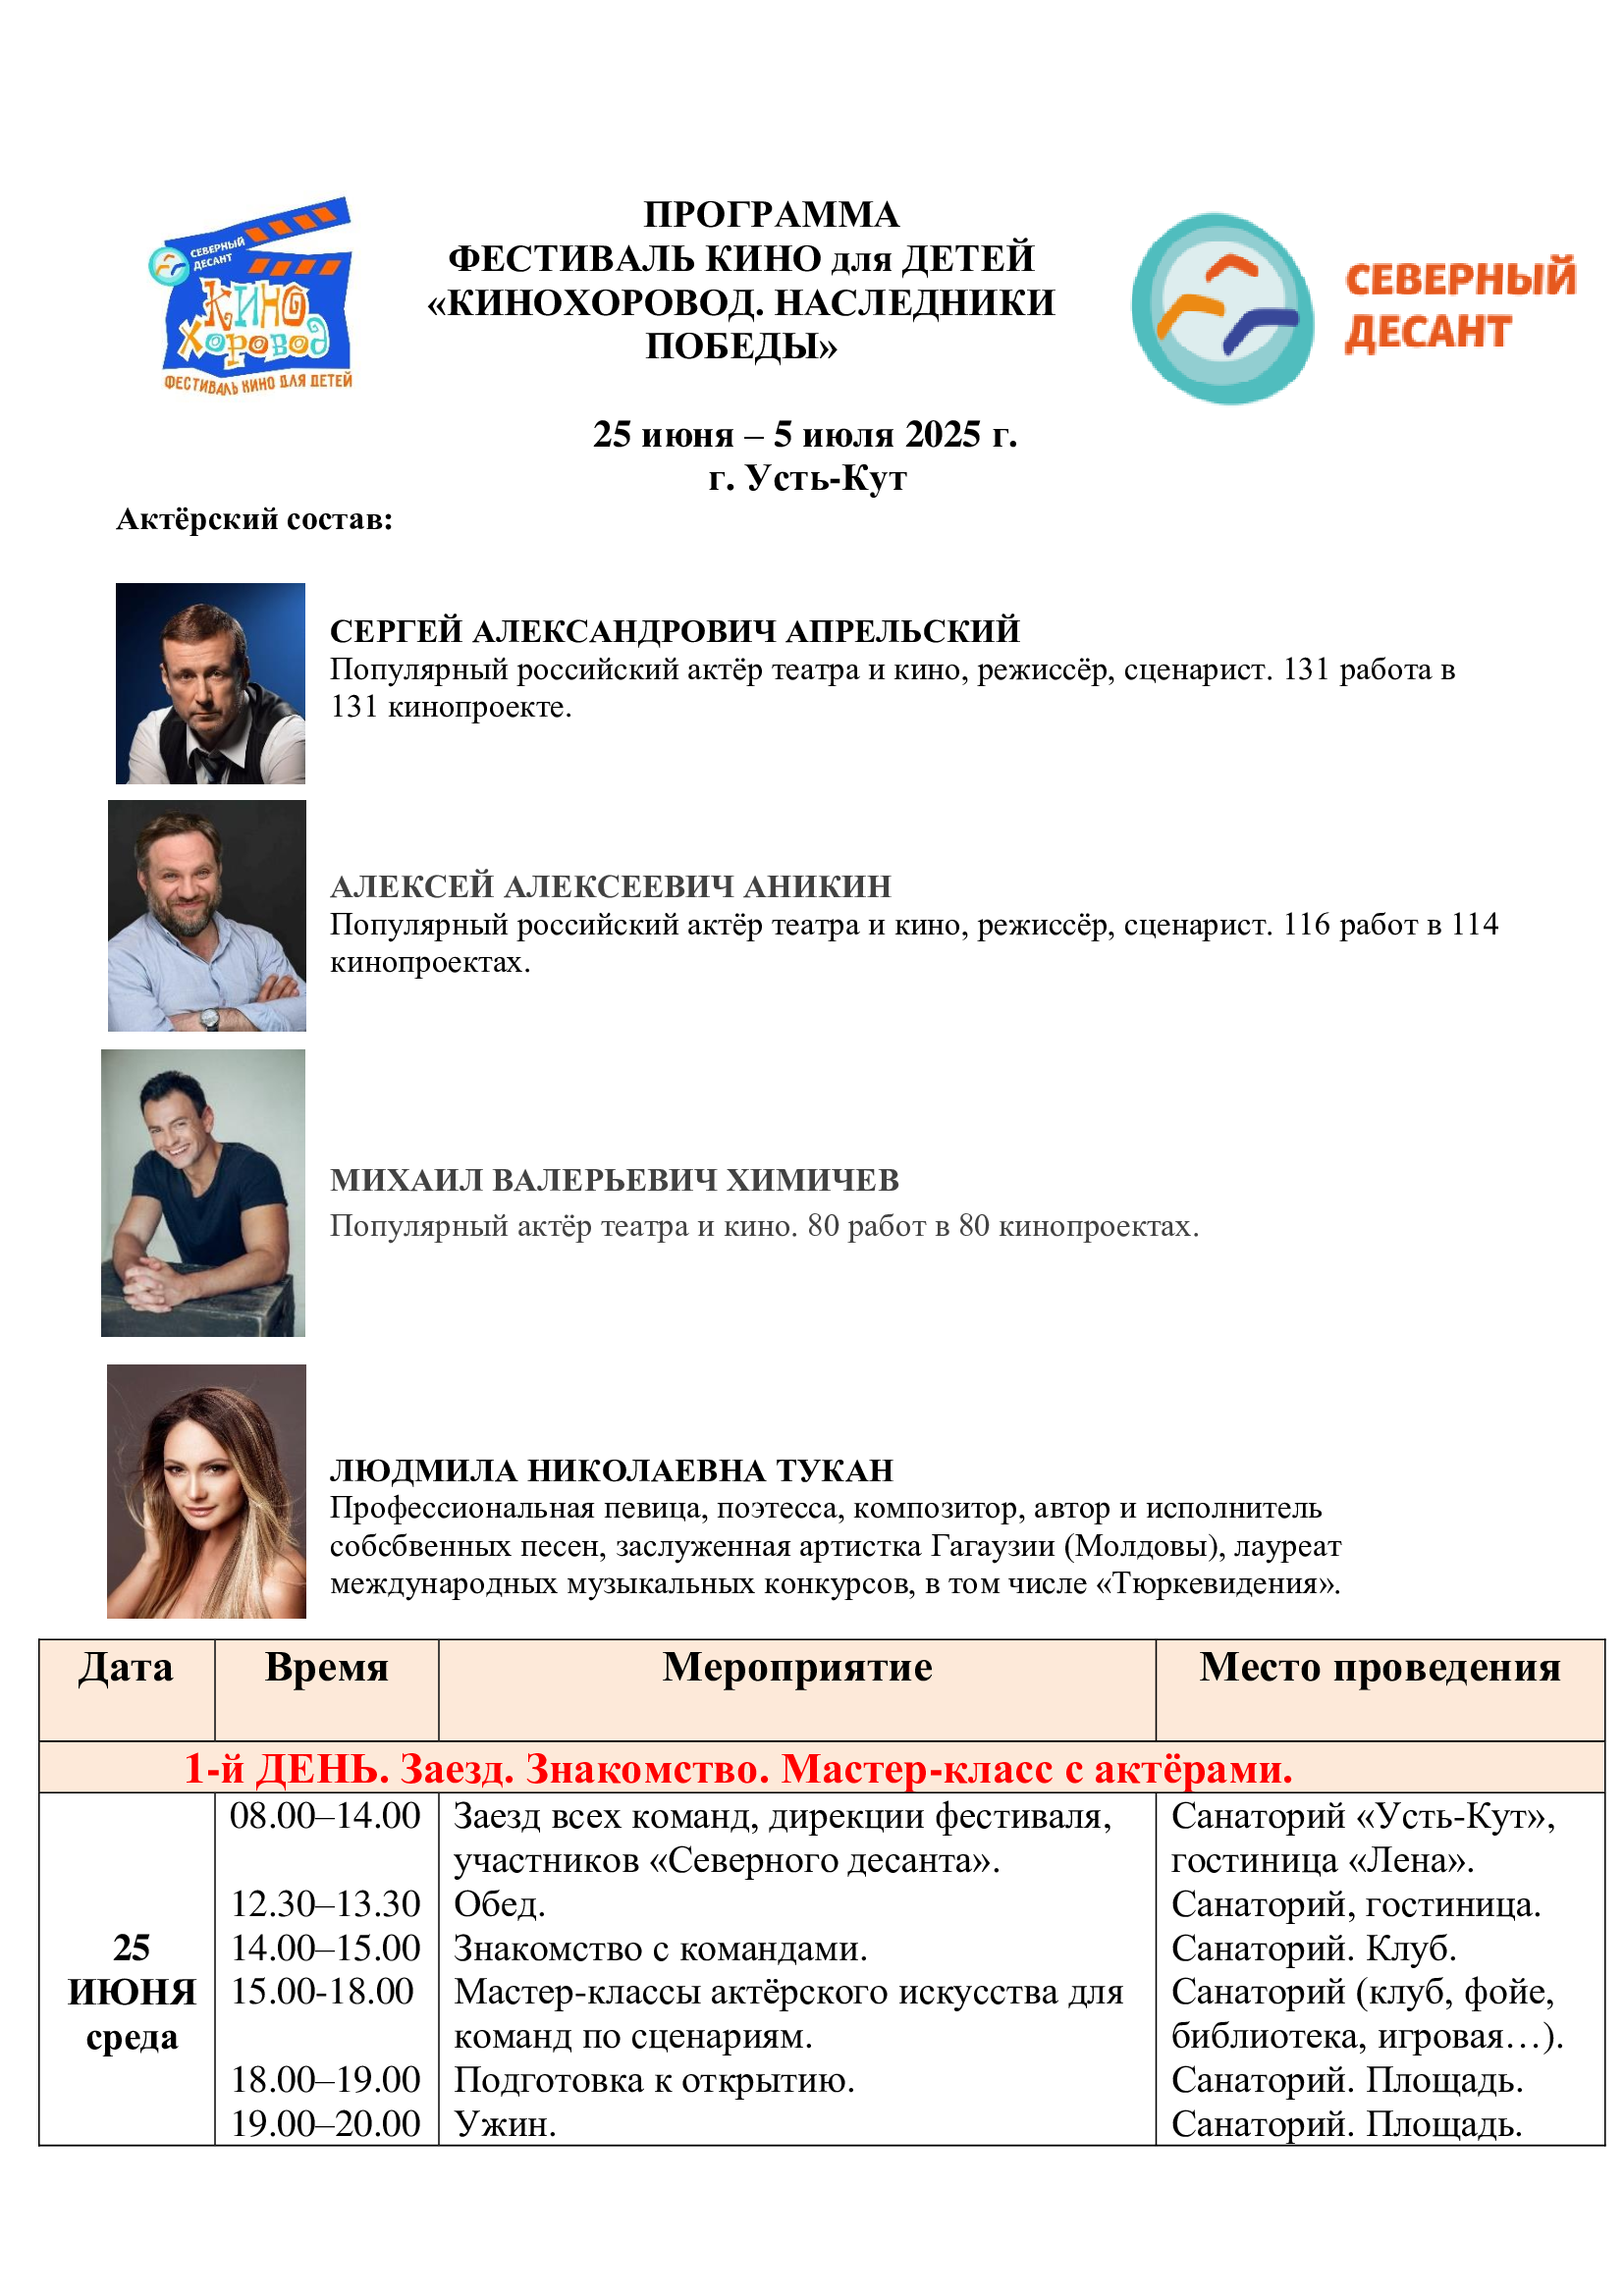 СЕВЕРНЫЙ
ДЕСАНТ
КИНО
хоровод
ФЕСТИВАЛЬ КИНО ДЛЯ ДЕТЕЙ
ПРОГРАММА
ФЕСТИВАЛЬ КИНО для ДЕТЕЙ
«КИНОХОРОВОД. НАСЛЕДНИКИ
ПОБЕДЫ»
СЕВЕРНЫЙ
ДЕСАНТ
25 июня – 5 июля 2025 г.
г. Усть-Кут
Актёрский состав:
СЕРГЕЙ АЛЕКСАНДРОВИЧ АПРЕЛЬСКИЙ
Популярный российский актёр театра и кино, режиссёр, сценарист. 131 работа в
131 кинопроекте.
АЛЕКСЕЙ АЛЕКСЕЕВИЧ АНИКИН
Популярный российский актёр театра и кино, режиссёр, сценарист. 116 работ в 114
кинопроектах.
МИХАИЛ ВАЛЕРЬЕВИЧ ХИМИЧЕВ
Популярный актёр театра и кино. 80 работ в 80 кинопроектах.
ЛЮДМИЛА НИКОЛАЕВНА ТУКАН
Профессиональная певица, поэтесса, композитор, автор и исполнитель
собсбвенных песен, заслуженная артистка Гагаузии (Молдовы), лауреат
международных музыкальных конкурсов, в том числе «Тюркевидения».
Дата Время Мероприятие Место проведения
1-й ДЕНЬ. Заезд. Знакомство. Мастер-класс с актёрами.
25
ИЮНЯ
среда
08.00–14.00 Заезд всех команд, дирекции фестиваля, Санаторий «Усть-Кут»,
участников «Северного десанта». гостиница «Лена».
12.30–13.30 Обед. Санаторий, гостиница.
14.00–15.00 Знакомство с командами. Санаторий. Клуб.
15.00-18.00 Мастер-классы актёрского искусства для Санаторий (клуб, фойе,
команд по сценариям. библиотека, игровая…).
18.00–19.00 Подготовка к открытию. Санаторий. Площадь.
19.00–20.00 Ужин. Санаторий. Площадь.